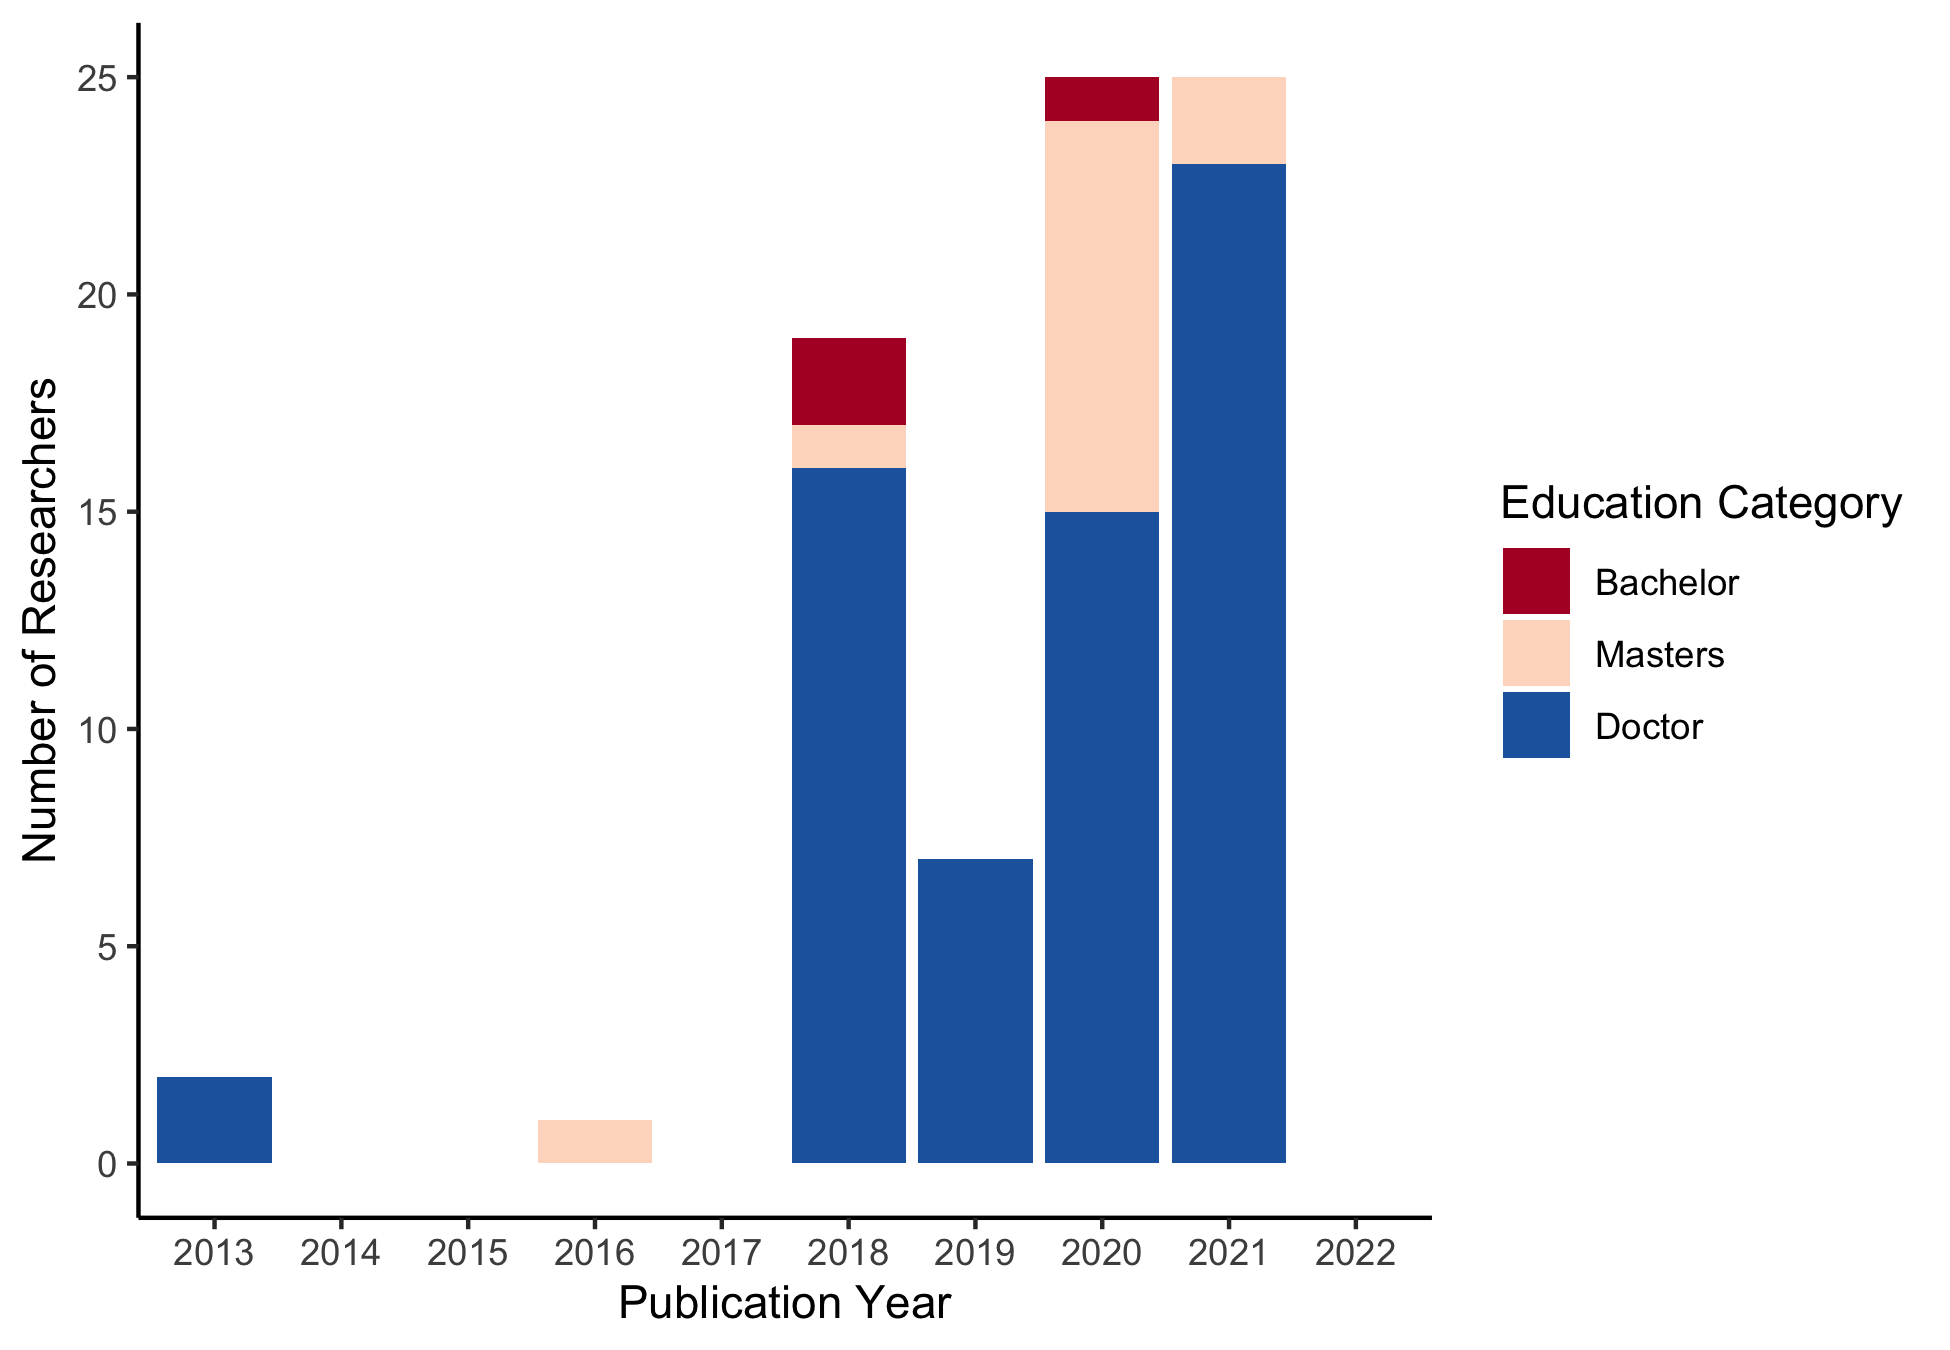 25
20
15
10
5
0
Number of Researchers
2013 2014 2015 2016 2017 2018 2019 2020 2021 2022
Publication Year
Education Category
Bachelor
Masters
Doctor